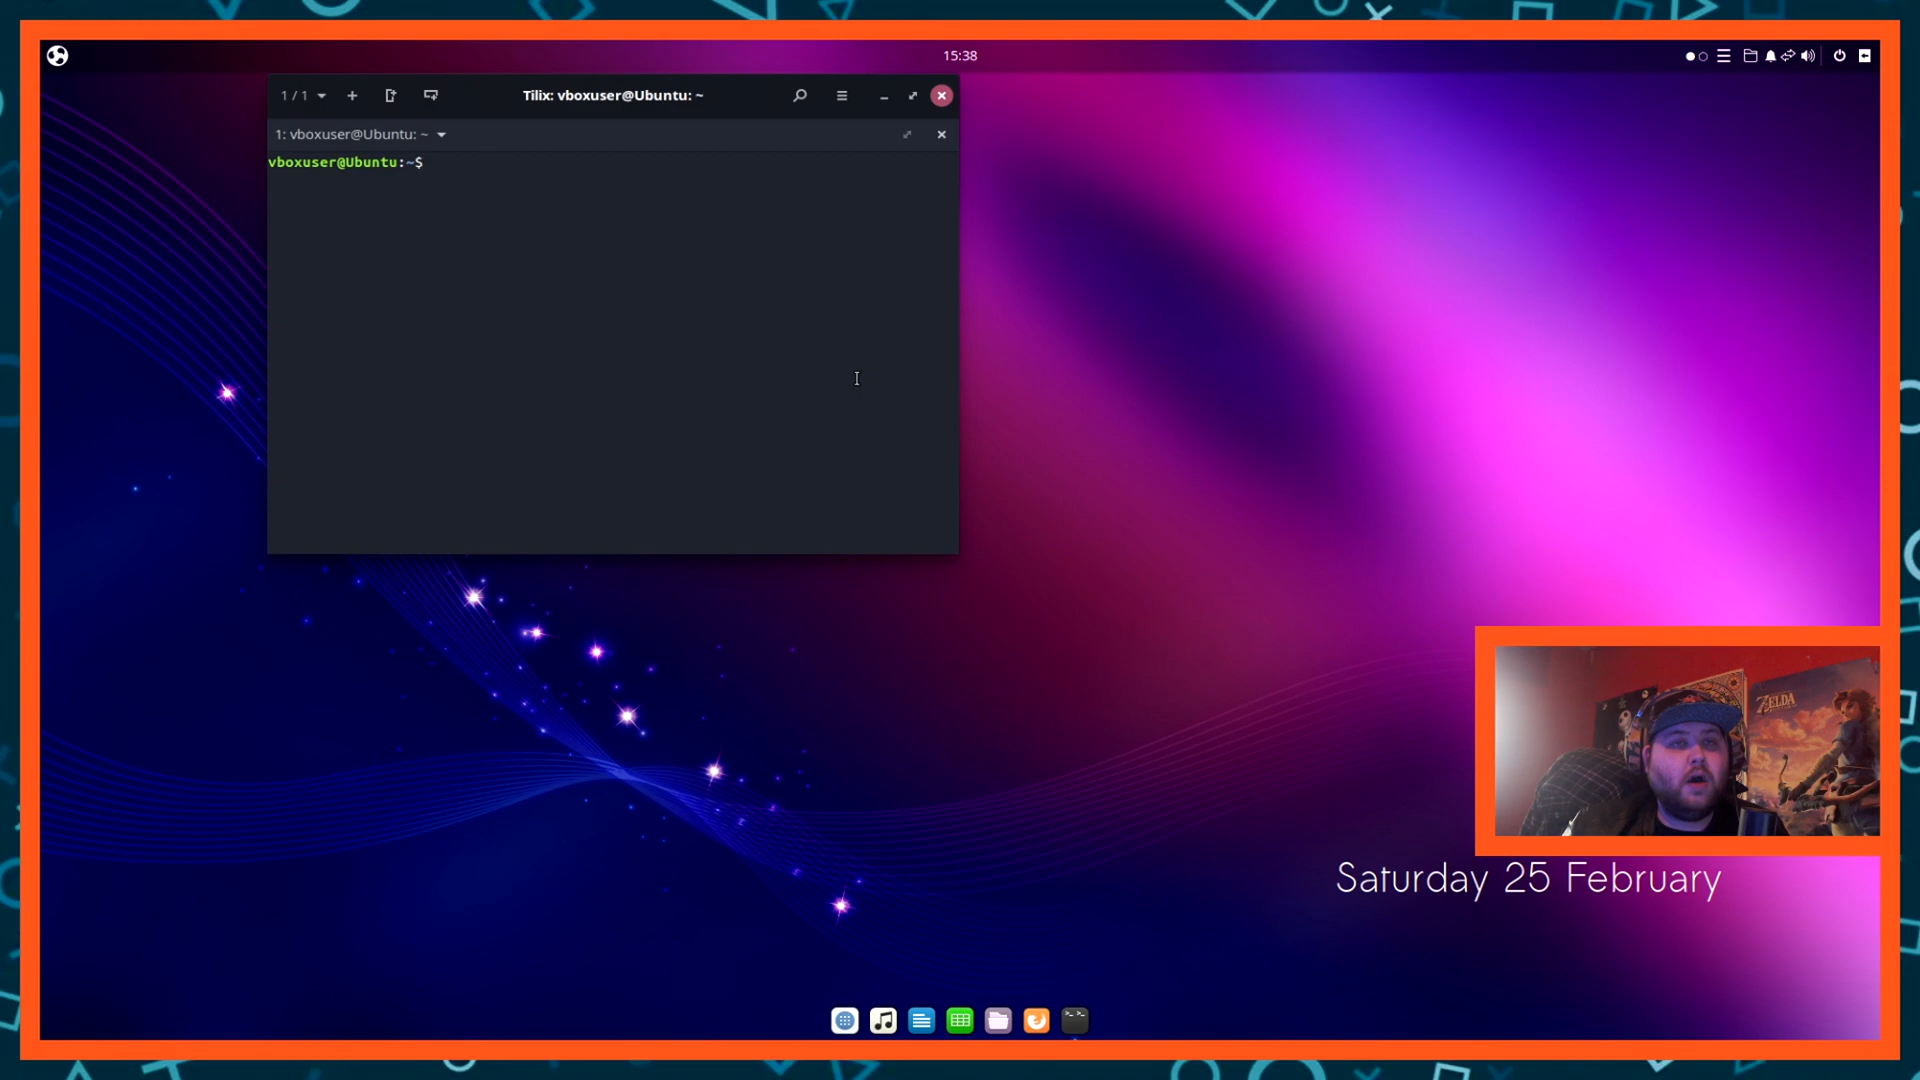 15:38
1 / 1
Tilix: vboxuser@Ubuntu: ~
1: vboxuser@Ubuntu: ~
vboxuser@Ubuntu:~$
ZELDA
Saturday 25 February